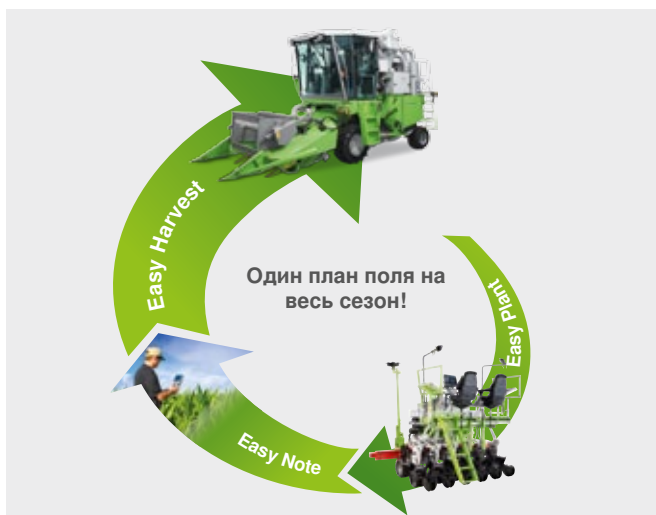 Easy Harvest
Один план поля на
весь сезон!
Easy Plant
Easy Note